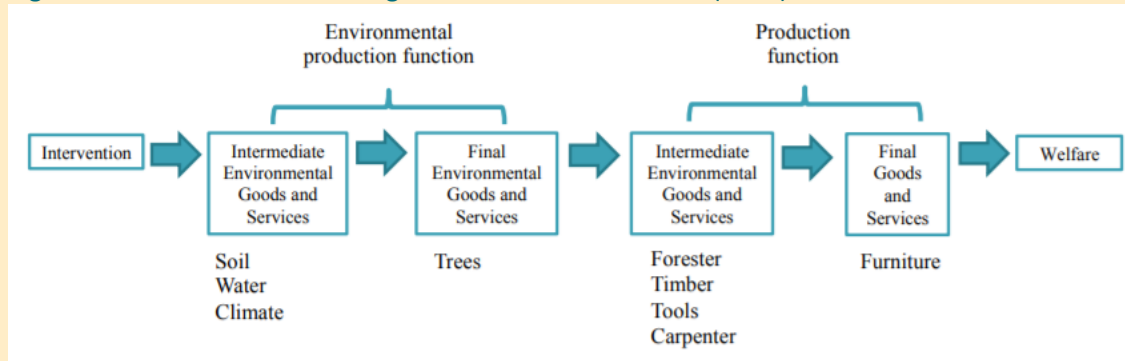 Environmental
production function
Production
function
Intervention
Intermediate
Environmental
Goods and
Services
Final
Environmental
Goods and
Services
Intermediate
Environmental
Goods and
Services
Final
Goods
and
Services
Welfare
Soil
Water
Climate
Trees
Forester
Timber
Tools
Carpenter
Furniture